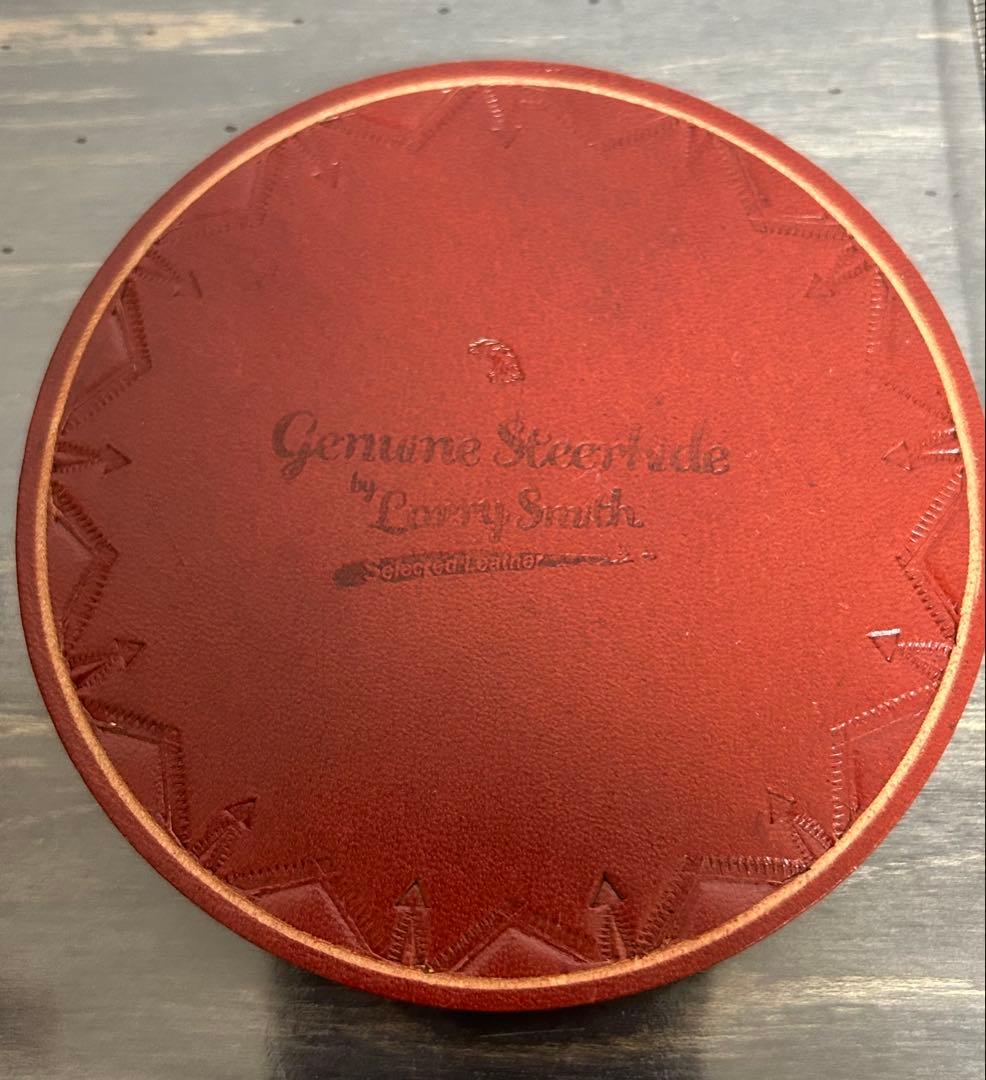 Genuine Steerhide
by
Larry Smith
Selected Leather